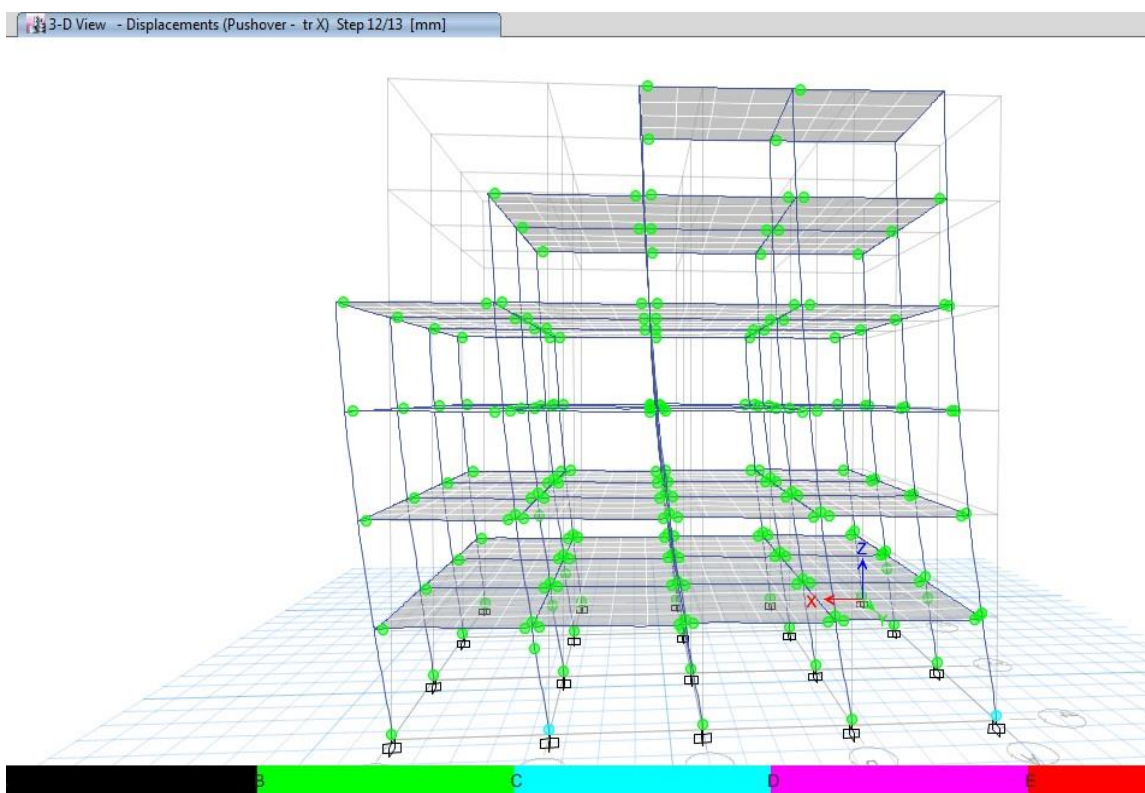 3-D View - Displacements (Pushover - tr X) Step 12/13 [mm]
Z
X
Y
B C D E